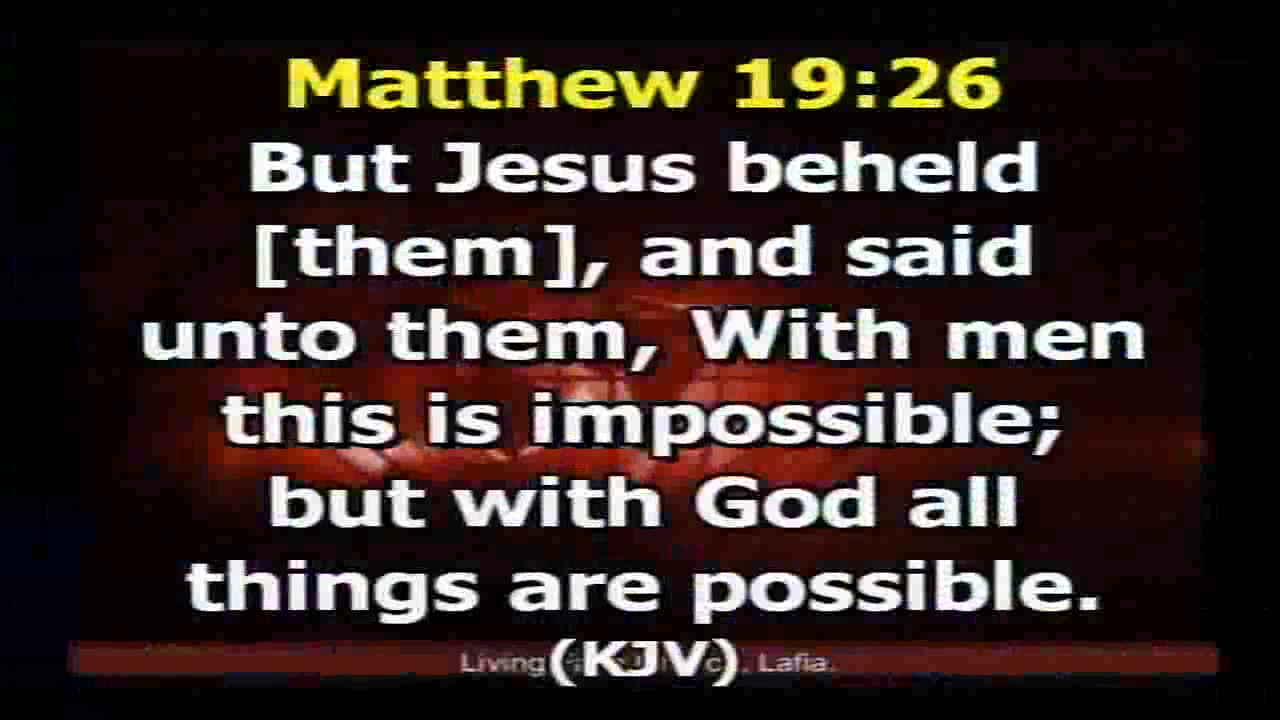 Matthew 19:26
But Jesus beheld
[them], and said
unto them, With men
this is impossible;
but with God all
things are possible.
(KJV)
Living Lafia.